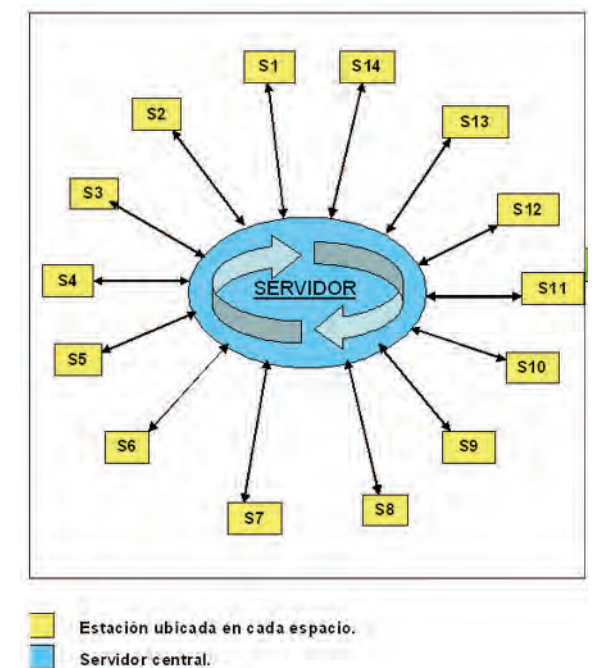 S1
S14
S2
S13
S3
S12
S4
SERVIDOR
S11
S5
S10
S6
S9
S7
S8
Estación ubicada en cada espacio.
Servidor central.